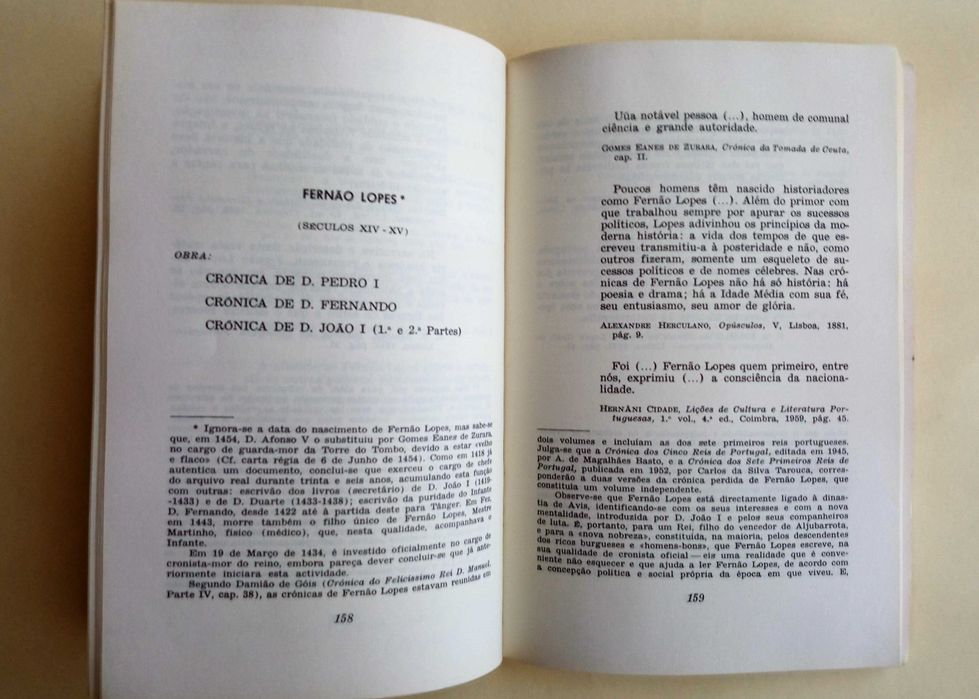 FERNÃO LOPES *
(SÉCULOS XIV - XV)
OBRA:
CRÓNICA DE D. PEDRO I
CRÓNICA DE D. FERNANDO
CRÓNICA DE D. JOÃO I (1.ª e 2.ª Partes)
* Ignora-se a data do nascimento de Fernão Lopes, mas sabe-se
que, em 1454, D. Afonso V o substituiu por Gomes Eanes de Zurara,
no cargo de guarda-mor da Torre do Tombo, devido a estar «velho
e flaco» (Cf. carta régia de 6 de Junho de 1454). Como em 1418 já
autentica um documento, conclui-se que exerceu o cargo de chefe
do arquivo real durante trinta e seis anos, acumulando esta função
com outras: escrivão dos livros (secretário) de D. João I (1419-
-1433) e de D. Duarte (1433-1438); escrivão da puridade do Infante
D. Fernando, desde 1422 até à partida deste para Tânger. Em Fez,
em 1443, morre também o filho único de Fernão Lopes, Mestre
Martinho, físico (médico), que, nesta qualidade, acompanhava o
Infante.
Em 19 de Março de 1434, é investido oficialmente no cargo de
cronista-mor do reino, embora pareça dever concluir-se que já ante-
riormente iniciara esta actividade.
Segundo Damião de Góis (Crónica do Felicíssimo Rei D. Manuel,
Parte IV, cap. 38), as crónicas de Fernão Lopes estavam reunidas em
158
Uüa notável pessoa (...), homem de comunal
ciência e grande autoridade.
GOMES EANES DE ZURARA, Crónica da Tomada de Ceuta,
cap. II.
Poucos homens têm nascido historiadores
como Fernão Lopes (...). Além do primor com
que trabalhou sempre por apurar os sucessos
políticos, Lopes adivinhou os princípios da mo-
derna história: a vida dos tempos de que es-
creveu transmitiu-a à posteridade e não, como
outros fizeram, somente um esqueleto de su-
cessos políticos e de nomes célebres. Nas cró-
nicas de Fernão Lopes não há só história: há
poesia e drama; há a Idade Média com sua fé,
seu entusiasmo, seu amor de glória.
ALEXANDRE HERCULANO, Opúsculos, V, Lisboa, 1881,
pág. 9.
Foi (...) Fernão Lopes quem primeiro, entre
nós, exprimiu (...) a consciência da naciona-
lidade.
HERNÂNI CIDADE, Lições de Cultura e Literatura Por-
tuguesas, 1.º vol., 4.ª ed., Coimbra, 1959, pág. 45.
dois volumes e incluíam as dos sete primeiros reis portugueses.
Julga-se que a Crónica dos Cinco Reis de Portugal, editada em 1945,
por A. de Magalhães Basto, e a Crónica dos Sete Primeiros Reis de
Portugal, publicada em 1952, por Carlos da Silva Tarouca, corres-
ponderão a duas versões da crónica perdida de Fernão Lopes, que
constituía um volume independente.
Observe-se que Fernão Lopes está directamente ligado à dinas-
tia de Avis, identificando-se com os seus interesses e com a nova
mentalidade, introduzida por D. João I e pelos seus companheiros
de luta. É, portanto, para um Rei, filho do vencedor de Aljubarrota,
e para a «nova nobreza», constituída, na maioria, pelos descendentes
dos ricos burgueses e «homens-bons», que Fernão Lopes escreve, na
sua qualidade de cronista oficial — eis uma realidade que é conve-
niente não esquecer e que ajuda a ler Fernão Lopes, de acordo com
a concepção política e social própria da época em que viveu. E,
159